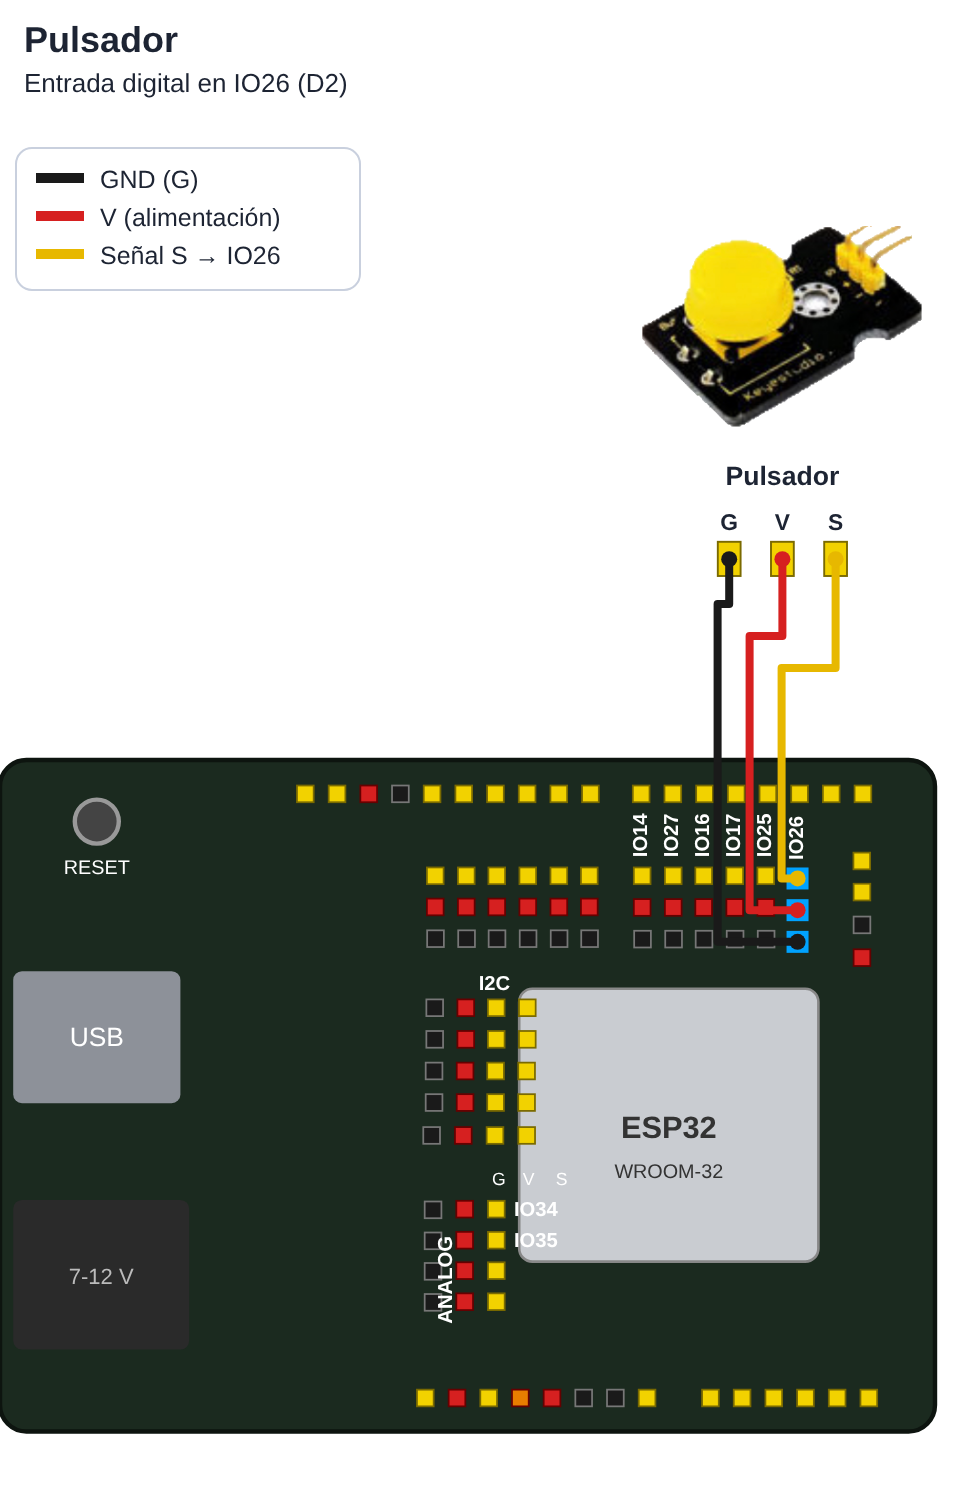 Pulsador
Entrada digital en IO26 (D2)
GND (G)
V (alimentación)
Señal S → IO26
Keyestudio
Pulsador
G V S
IO14 IO27 IO16 IO17 IO25 IO26
RESET
I2C
USB
ESP32
WROOM-32
G V S
IO34
IO35
ANALOG
7-12 V